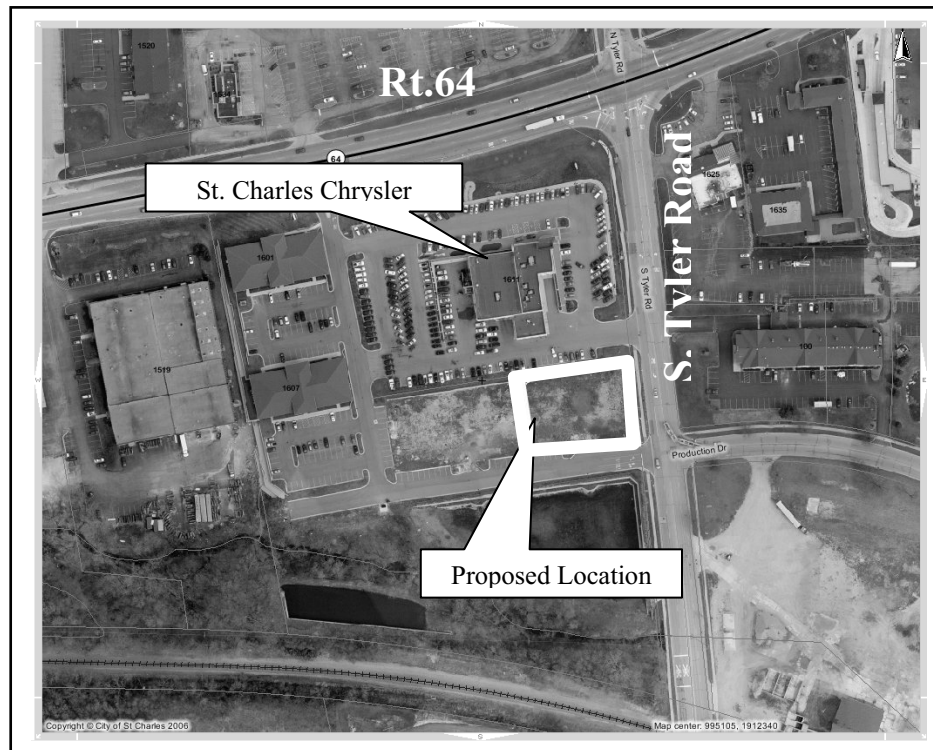 N
1520
N Tyler Rd
Rt.64
64
St. Charles Chrysler
S. Tyler Road
1625
1635
1601
1611
S Tyler Rd
100
1519
1607
W
E
Production Dr
Proposed Location
Copyright © City of St Charles 2006
Map center: 995105, 1912340
S